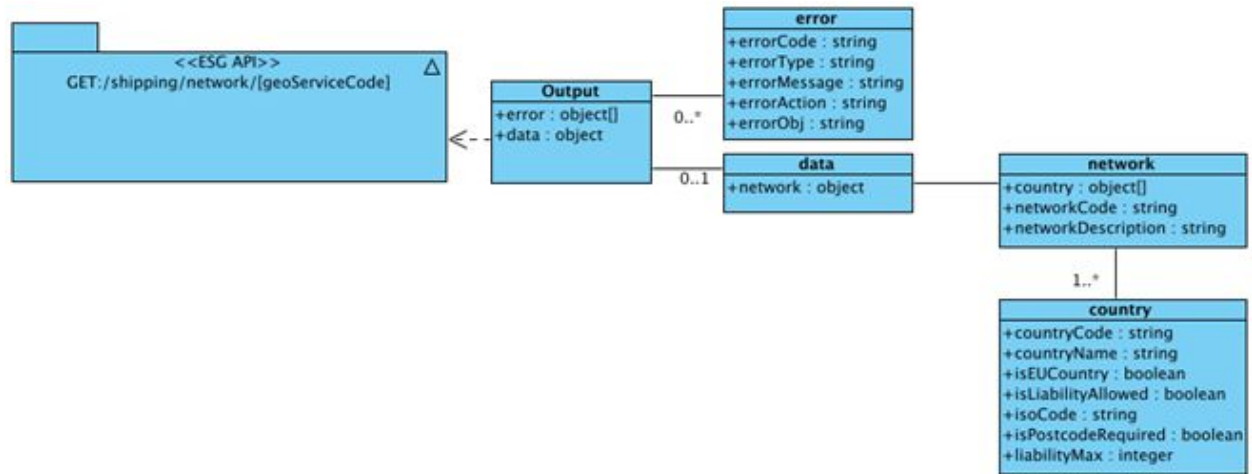 <<ESG API>>
GET:/shipping/network/[geoServiceCode]
Output
+error : object[]
+data : object
0..*
0..1
error
+errorCode : string
+errorType : string
+errorMessage : string
+errorAction : string
+errorObj : string
data
+network : object
network
+country : object[]
+networkCode : string
+networkDescription : string
1..*
country
+countryCode : string
+countryName : string
+isEUCountry : boolean
+isLiabilityAllowed : boolean
+isoCode : string
+isPostcodeRequired : boolean
+liabilityMax : integer